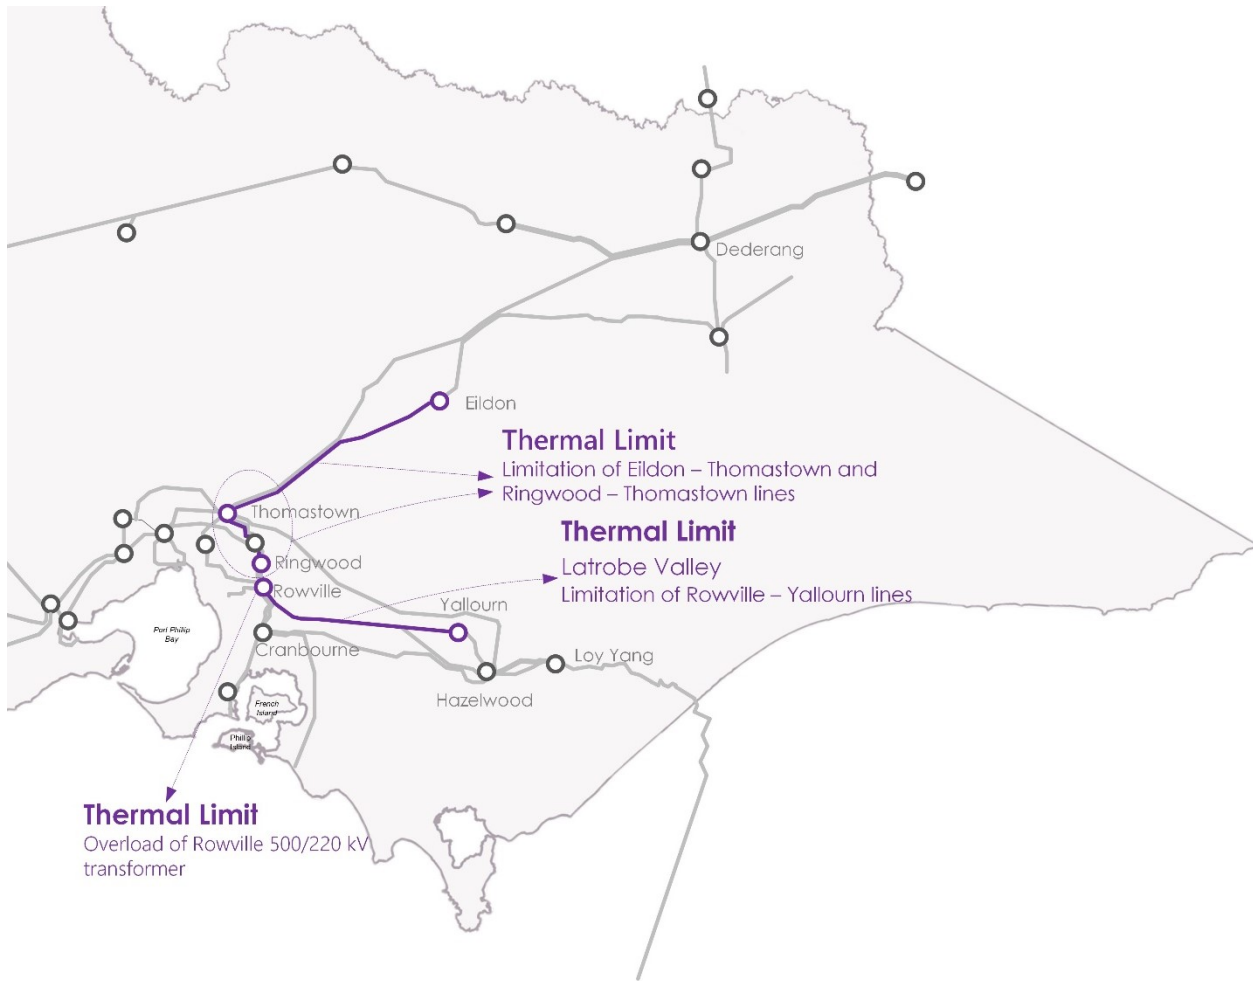 Dederang
Eildon
Thermal Limit
Limitation of Eildon – Thomastown and
Ringwood – Thomastown lines
Thomastown
Thermal Limit
Ringwood
Latrobe Valley
Rowville
Limitation of Rowville – Yallourn lines
Yallourn
Port Phillip
Bay
Cranbourne
Loy Yang
Hazelwood
French
Island
Phillip
Island
Thermal Limit
Overload of Rowville 500/220 kV
transformer